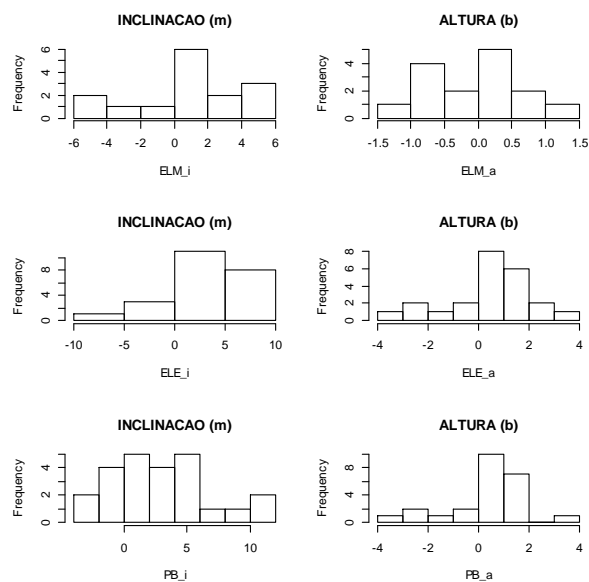 INCLINACAO (m)
ALTURA (b)
Frequency
0 2 4 6
-6 -4 -2 0 2 4 6
ELM_i
Frequency
0 2 4
-1.5 -1.0 -0.5 0.0 0.5 1.0 1.5
ELM_a
INCLINACAO (m)
ALTURA (b)
Frequency
0 4 8
-10 -5 0 5 10
ELE_i
Frequency
0 2 4 6 8
-4 -2 0 2 4
ELE_a
INCLINACAO (m)
ALTURA (b)
Frequency
0 2 4
0 5 10
PB_i
Frequency
0 4 8
-4 -2 0 2 4
PB_a